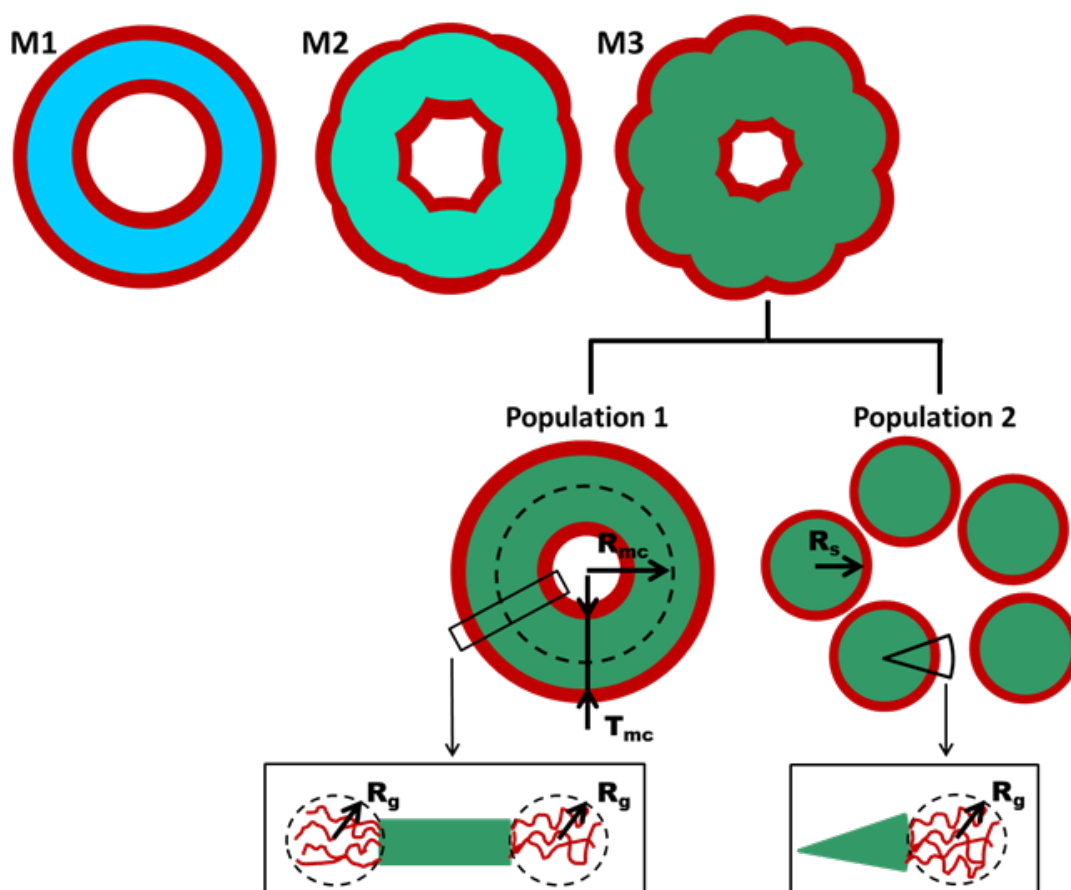 M1
M2
M3
Population 1
Population 2
Rmc
Rs
Tmc
Rg
Rg
Rg